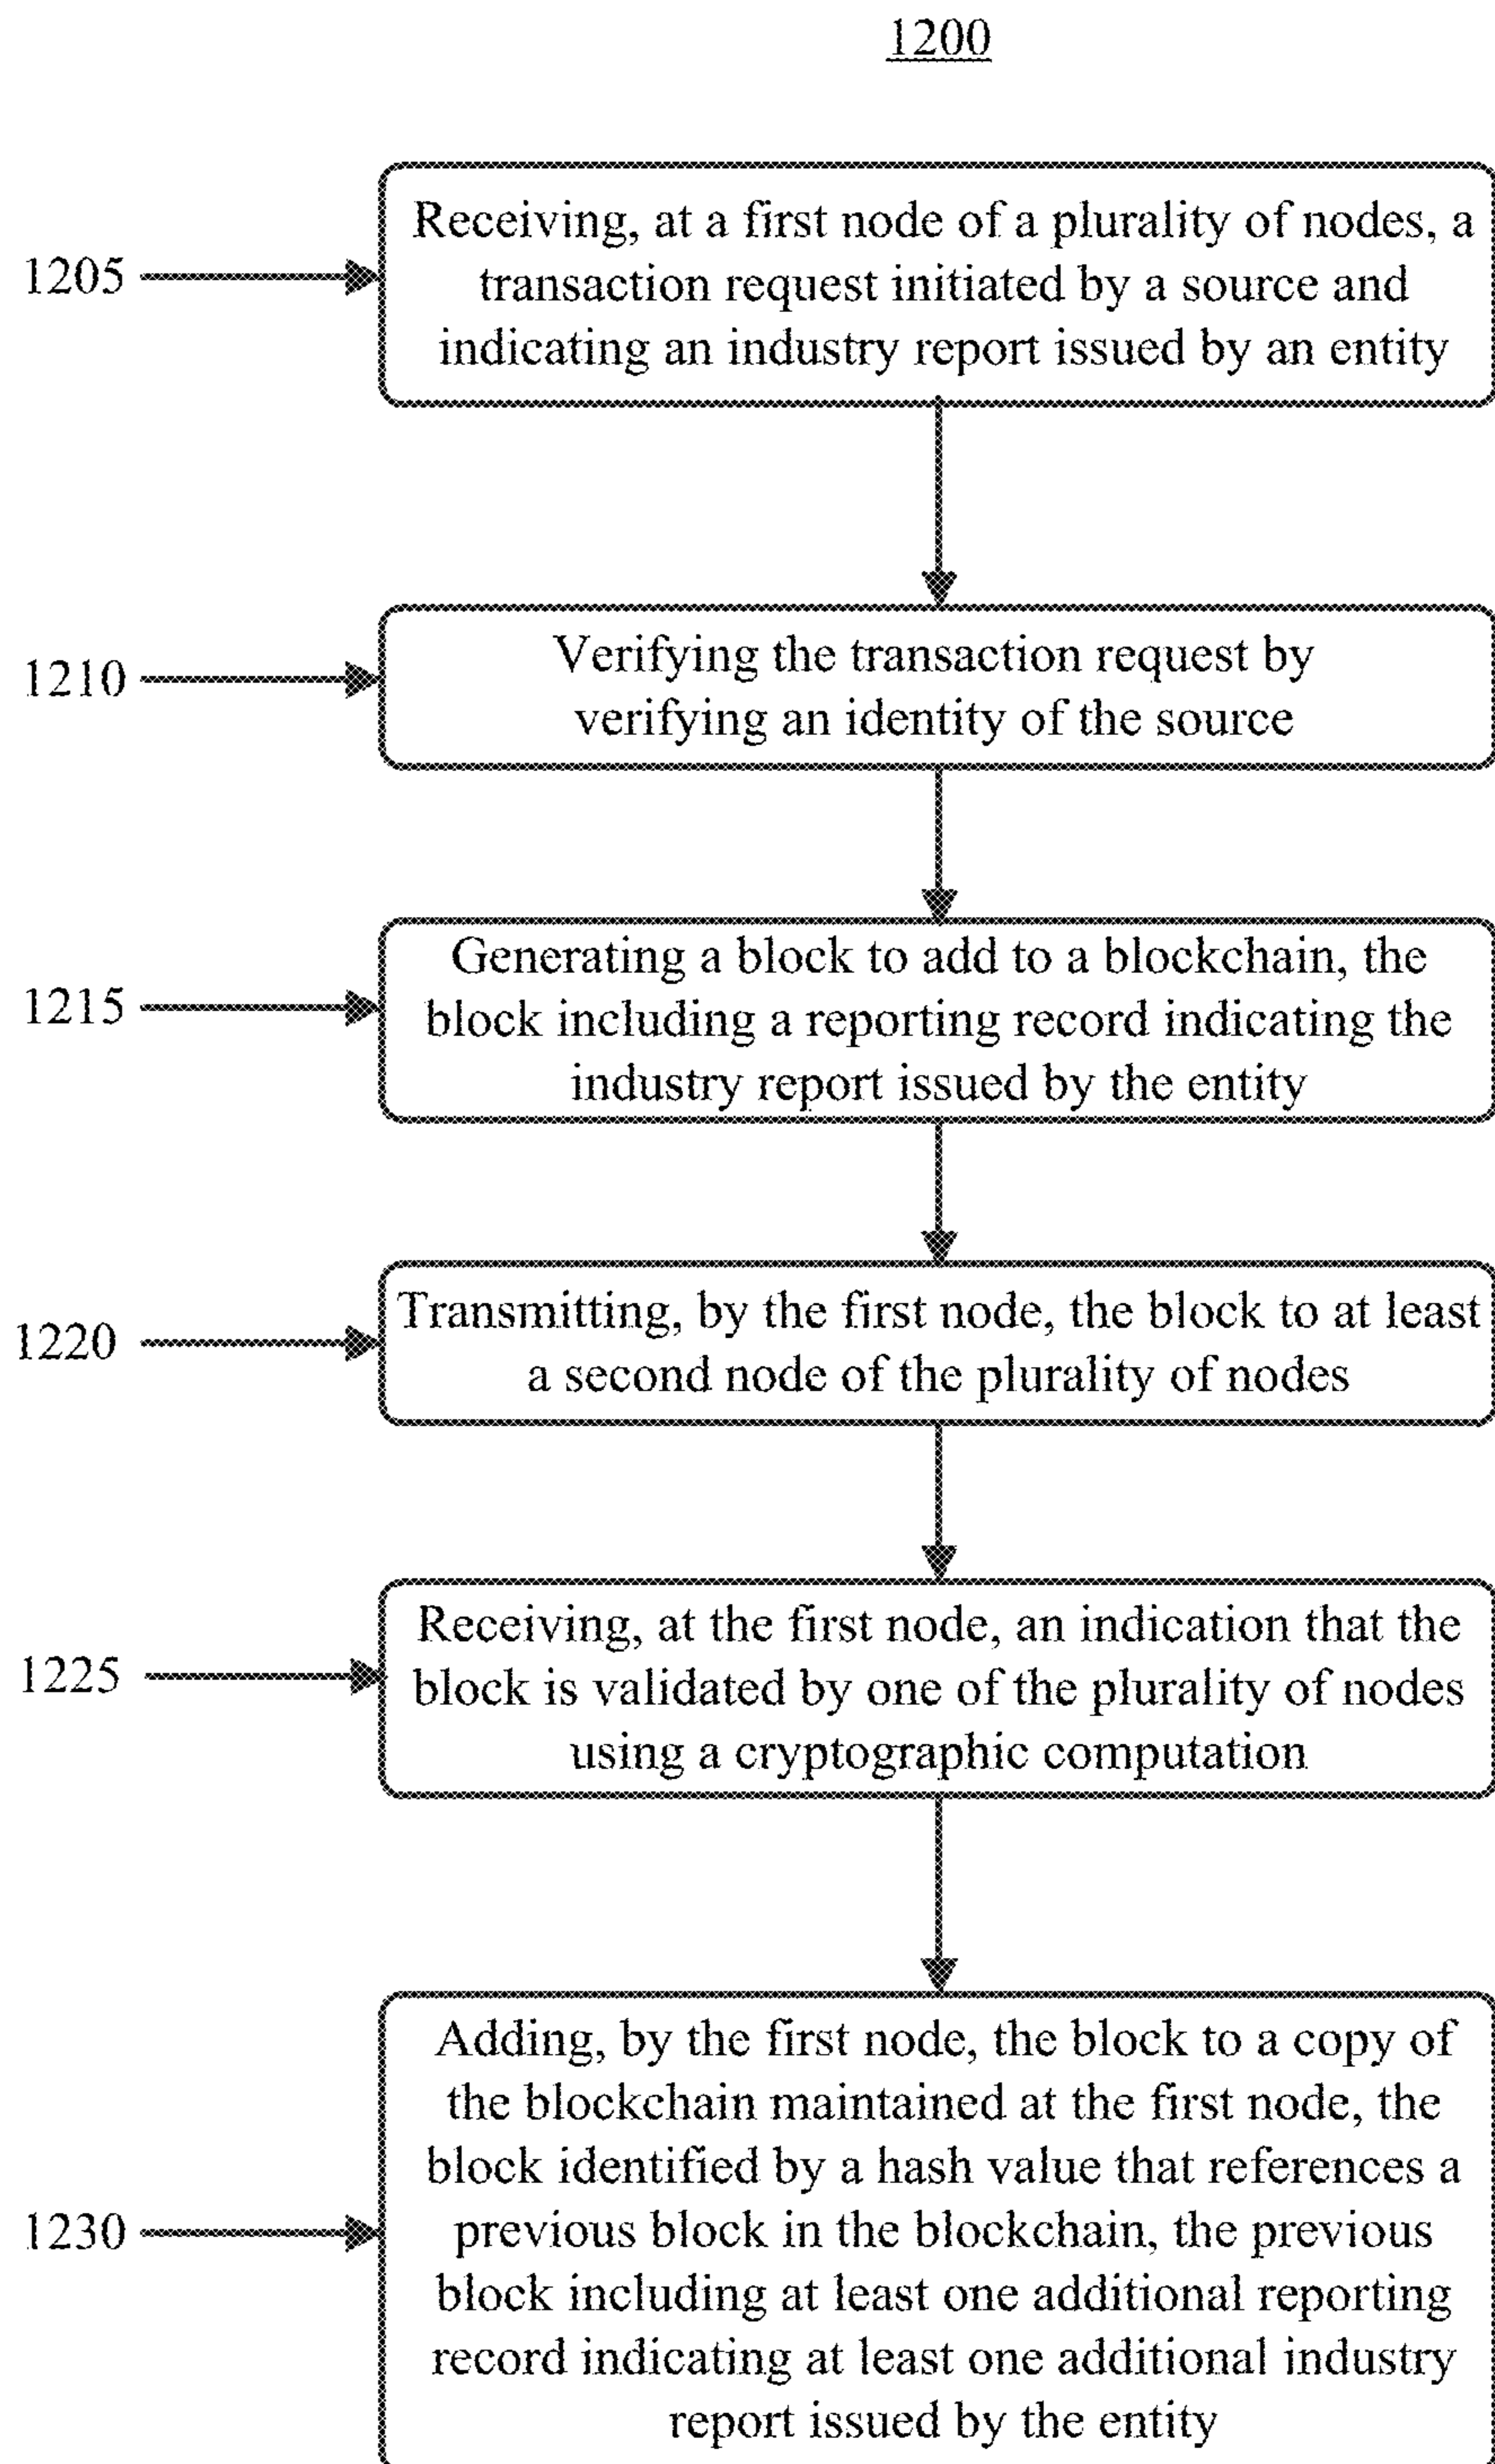 1200
1205
Receiving, at a first node of a plurality of nodes, a
transaction request initiated by a source and
indicating an industry report issued by an entity
1210
Verifying the transaction request by
verifying an identity of the source
1215
Generating a block to add to a blockchain, the
block including a reporting record indicating the
industry report issued by the entity
1220
Transmitting, by the first node, the block to at least
a second node of the plurality of nodes
1225
Receiving, at the first node, an indication that the
block is validated by one of the plurality of nodes
using a cryptographic computation
1230
Adding, by the first node, the block to a copy of
the blockchain maintained at the first node, the
block identified by a hash value that references a
previous block in the blockchain, the previous
block including at least one additional reporting
record indicating at least one additional industry
report issued by the entity